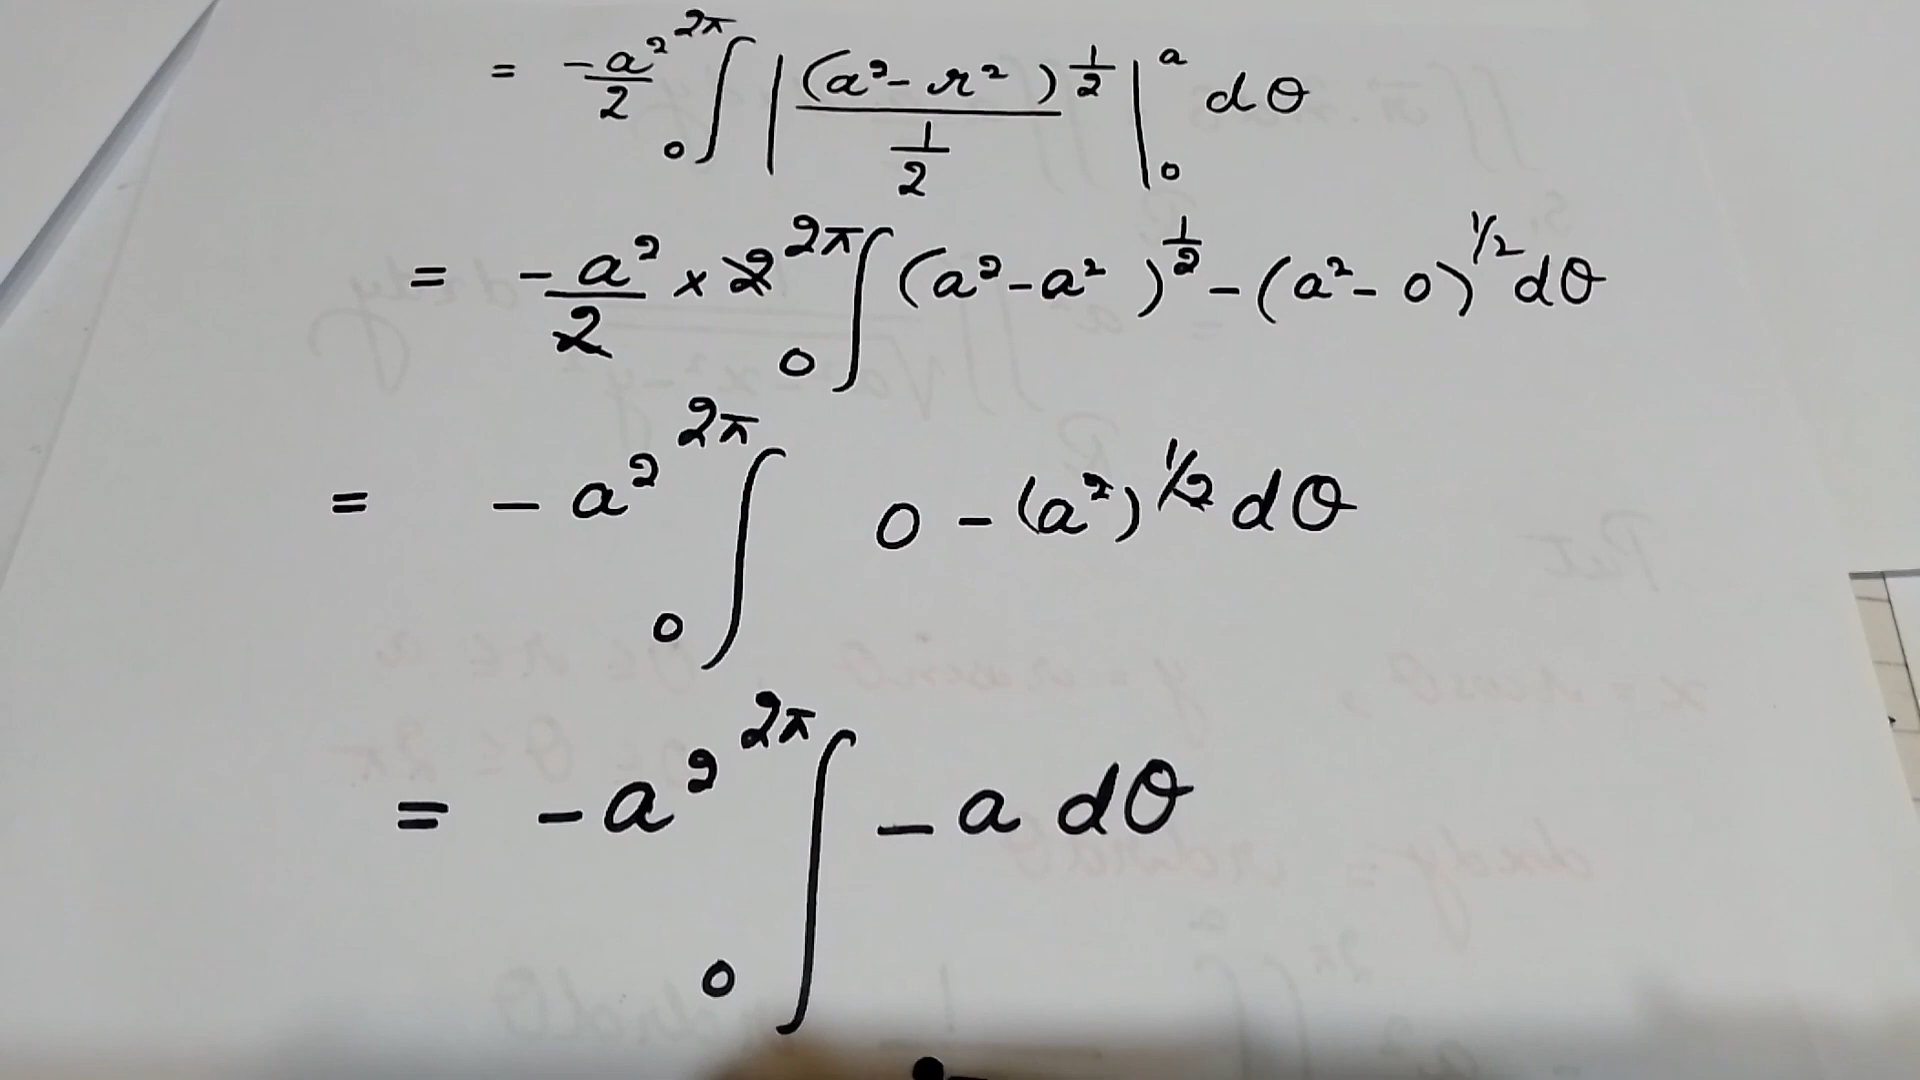 = -a²/2 ∫₀^2π |(a²-r²)^1/2 / 1/2|₀^a dθ
= -a²/2 × 2 ∫₀^2π (a²-a²)^1/2 - (a²-0)^1/2 dθ
= -a² ∫₀^2π 0 - (a²)^1/2 dθ
= -a² ∫₀^2π -a dθ